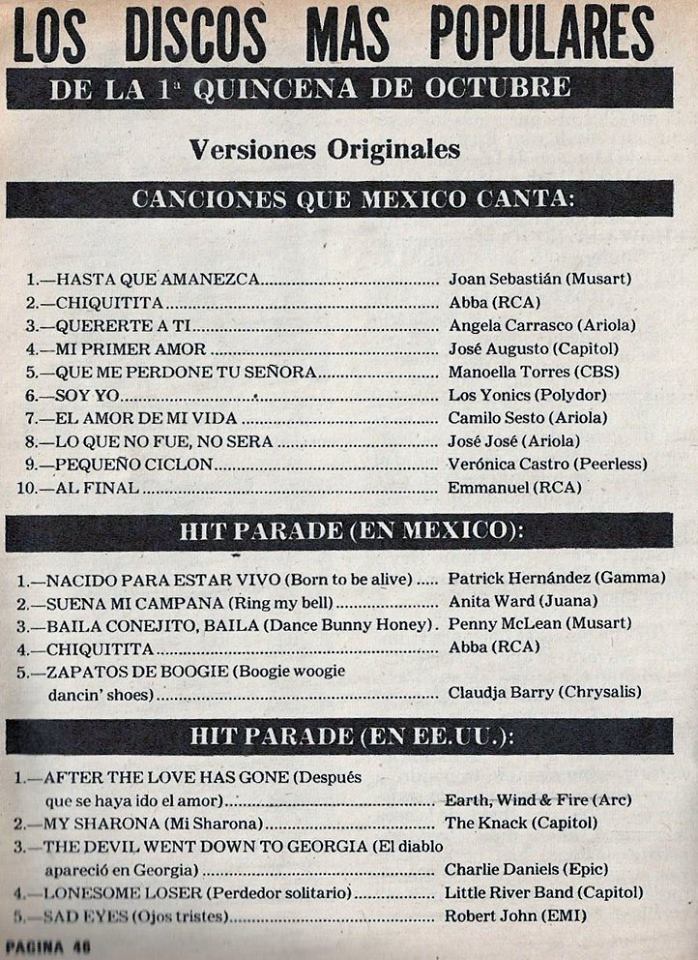 LOS DISCOS MAS POPULARES
DE LA 1ª QUINCENA DE OCTUBRE
Versiones Originales
CANCIONES QUE MEXICO CANTA:
1.—HASTA QUE AMANEZCA........................................ Joan Sebastián (Musart)
2.—CHIQUITITA........................................ Abba (RCA)
3.—QUERERTE A TI........................................ Angela Carrasco (Ariola)
4.—MI PRIMER AMOR........................................ José Augusto (Capitol)
5.—QUE ME PERDONE TU SEÑORA........................ Manoella Torres (CBS)
6.—SOY YO........................................ Los Yonics (Polydor)
7.—EL AMOR DE MI VIDA................................ Camilo Sesto (Ariola)
8.—LO QUE NO FUE, NO SERA............................ José José (Ariola)
9.—PEQUEÑO CICLON........................................ Verónica Castro (Peerless)
10.—AL FINAL........................................ Emmanuel (RCA)
HIT PARADE (EN MEXICO):
1.—NACIDO PARA ESTAR VIVO (Born to be alive)..... Patrick Hernández (Gamma)
2.—SUENA MI CAMPANA (Ring my bell).................... Anita Ward (Juana)
3.—BAILA CONEJITO, BAILA (Dance Bunny Honey). Penny McLean (Musart)
4.—CHIQUITITA........................................ Abba (RCA)
5.—ZAPATOS DE BOOGIE (Boogie woogie
dancin' shoes)........................................ Claudja Barry (Chrysalis)
HIT PARADE (EN EE.UU.):
1.—AFTER THE LOVE HAS GONE (Después
que se haya ido el amor)........................................ Earth, Wind & Fire (Arc)
2.—MY SHARONA (Mi Sharona)................................ The Knack (Capitol)
3.—THE DEVIL WENT DOWN TO GEORGIA (El diablo
apareció en Georgia)........................................ Charlie Daniels (Epic)
4.—LONESOME LOSER (Perdedor solitario)................ Little River Band (Capitol)
5.—SAD EYES (Ojos tristes)........................................ Robert John (EMI)
PAGINA 46